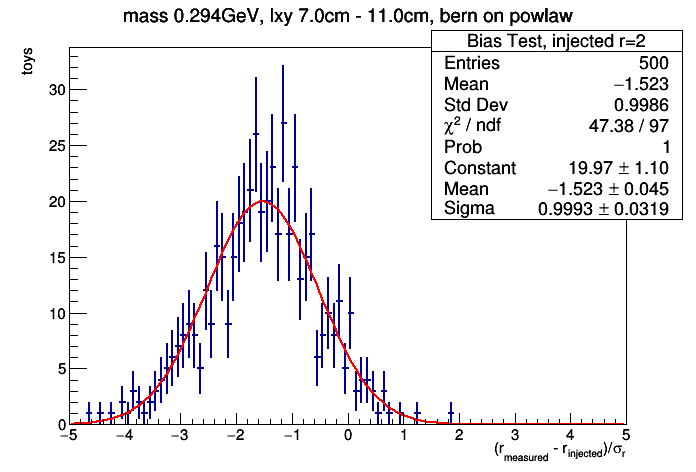 mass 0.294GeV, lxy 7.0cm - 11.0cm, bern on powlaw
Bias Test, injected r=2
Entries 500
Mean −1.523
Std Dev 0.9986
χ² / ndf 47.38 / 97
Prob 1
Constant 19.97 ± 1.10
Mean −1.523 ± 0.045
Sigma 0.9993 ± 0.0319
toys
30
25
20
15
10
5
0
−5 −4 −3 −2 −1 0 1 2 3 4 5
(r_measured - r_injected)/σ_r